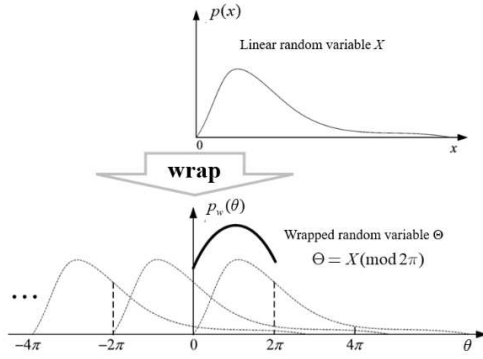 p(x)
Linear random variable X
0
x
wrap
p_w(θ)
Wrapped random variable Θ
Θ = X(mod 2π)
...
-4π
-2π
0
2π
4π
θ